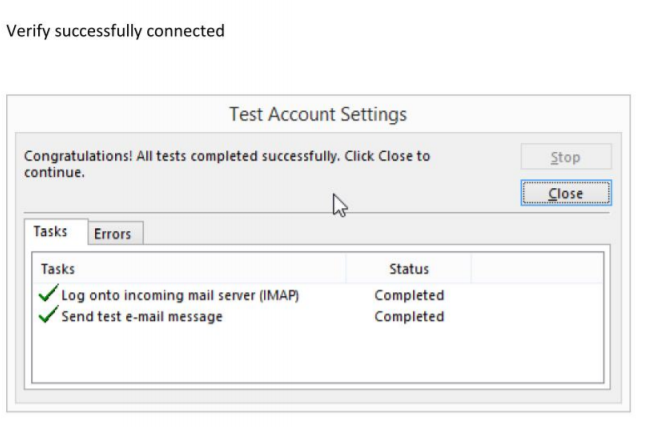 Verify successfully connected
Test Account Settings
Congratulations! All tests completed successfully. Click Close to
continue.
Stop
Close
Tasks
Errors
Tasks
Status
Log onto incoming mail server (IMAP)
Completed
Send test e-mail message
Completed